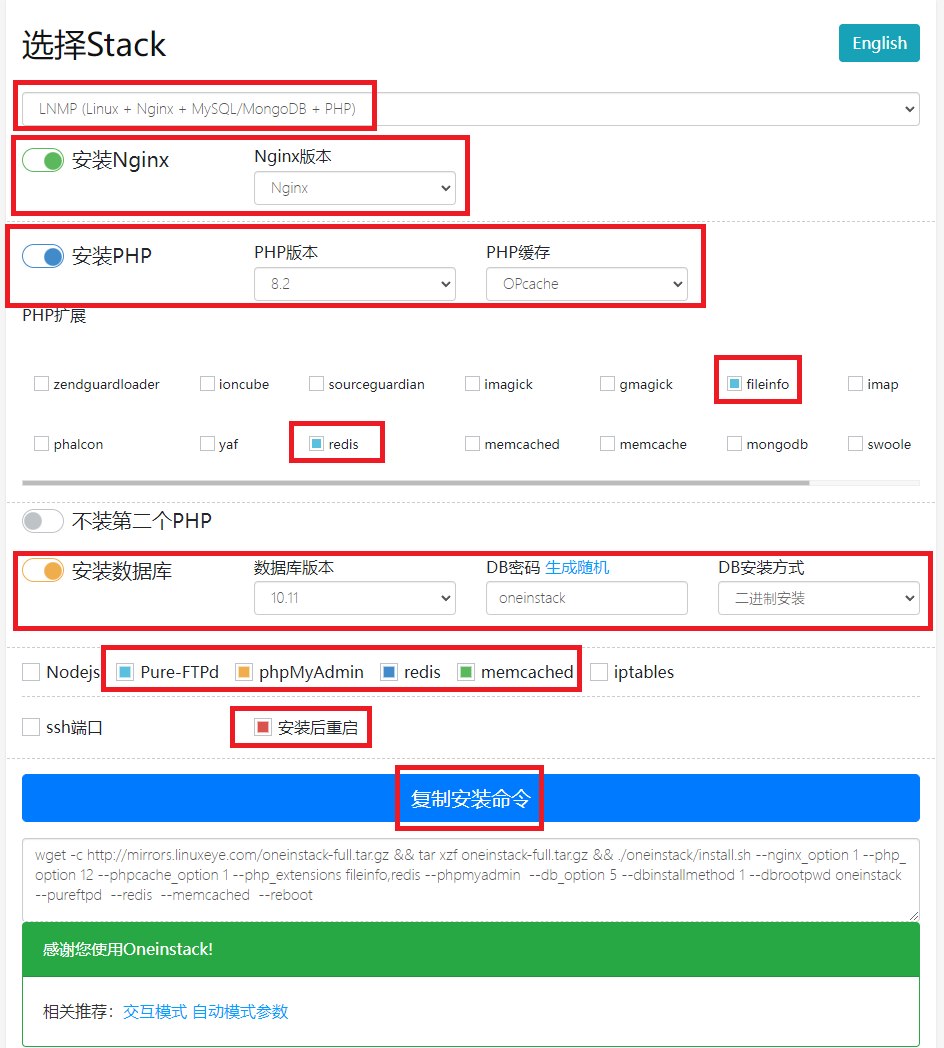 选择Stack
English
LNMP (Linux + Nginx + MySQL/MongoDB + PHP)
安装Nginx
Nginx版本
Nginx
安装PHP
PHP版本
8.2
PHP缓存
OPcache
PHP扩展
zendguardloader ioncube sourceguardian imagick gmagick fileinfo imap
phalcon yaf redis memcached memcache mongodb swoole
不装第二个PHP
安装数据库
数据库版本
10.11
DB密码 生成随机
oneinstack
DB安装方式
二进制安装
Nodejs Pure-FTPd phpMyAdmin redis memcached iptables
ssh端口 安装后重启
复制安装命令
wget -c http://mirrors.linuxeye.com/oneinstack-full.tar.gz && tar xzf oneinstack-full.tar.gz && ./oneinstack/install.sh --nginx_option 1 --php_
option 12 --phpcache_option 1 --php_extensions fileinfo,redis --phpmyadmin --db_option 5 --dbinstallmethod 1 --dbrootpwd oneinstack
--pureftpd --redis --memcached --reboot
感谢您使用Oneinstack!
相关推荐：交互模式 自动模式参数